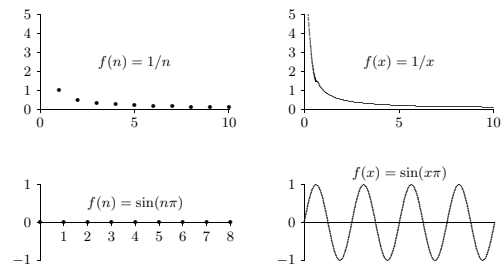 5
4
3
2
1
0
0 5 10
f(n) = 1/n
5
4
3
2
1
0
0 5 10
f(x) = 1/x
1
0
−1
f(n) = sin(nπ)
1 2 3 4 5 6 7 8
f(x) = sin(xπ)
1
0
−1